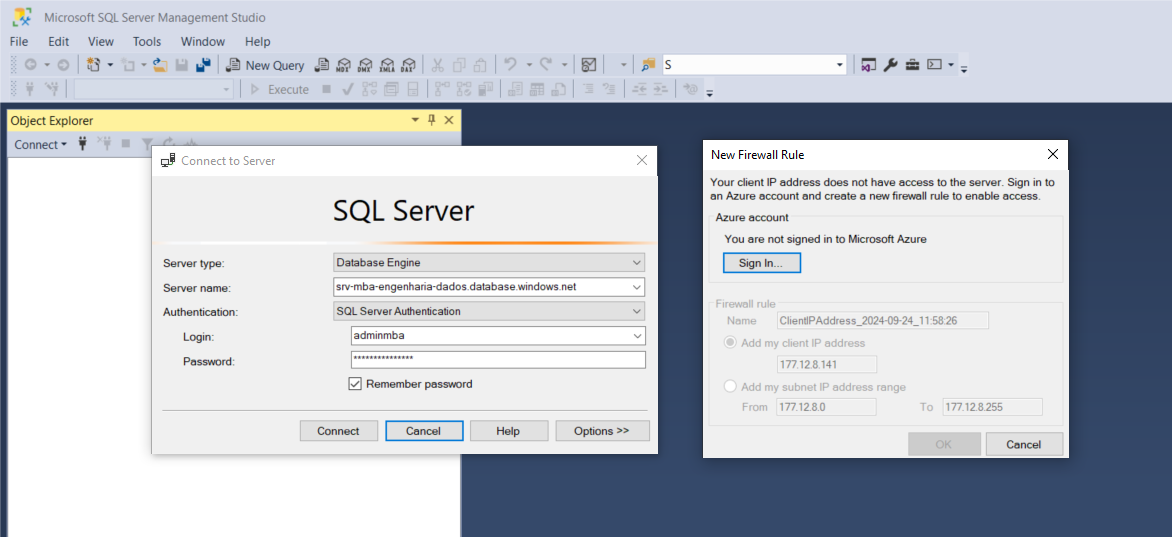 Microsoft SQL Server Management Studio
File Edit View Tools Window Help
New Query MDX DMX XMLA DAX S
Execute
Object Explorer
Connect
Connect to Server
SQL Server
Server type: Database Engine
Server name: srv-mba-engenharia-dados.database.windows.net
Authentication: SQL Server Authentication
Login: adminmba
Password: ***************
Remember password
Connect Cancel Help Options >>
New Firewall Rule
Your client IP address does not have access to the server. Sign in to
an Azure account and create a new firewall rule to enable access.
Azure account
You are not signed in to Microsoft Azure
Sign In...
Firewall rule
Name ClientIPAddress_2024-09-24_11:58:26
Add my client IP address
177.12.8.141
Add my subnet IP address range
From 177.12.8.0 To 177.12.8.255
OK Cancel